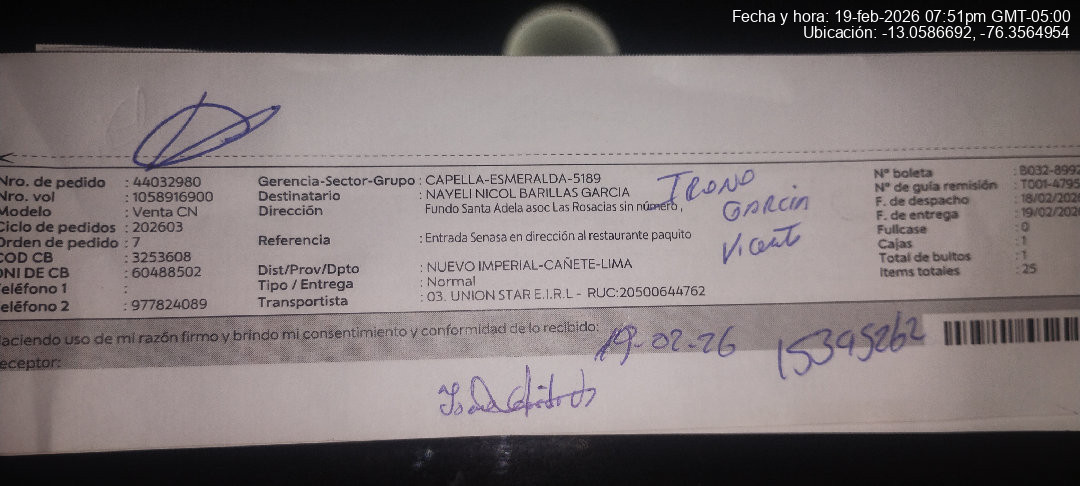 Fecha y hora: 19-feb-2026 07:51pm GMT-05:00
Ubicación: -13.0586692, -76.3564954
Nro. de pedido : 44032980
Nro. vol : 1058916900
Modelo : Venta CN
Ciclo de pedidos : 202603
Orden de pedido : 7
COD CB : 3253608
DNI DE CB : 60488502
Teléfono 1 :
Teléfono 2 : 977824089
Gerencia-Sector-Grupo : CAPELLA-ESMERALDA-5189
Destinatario : NAYELI NICOL BARILLAS GARCIA
Dirección : Fundo Santa Adela asoc Las Rosacias sin número,
Referencia : Entrada Senasa en dirección al restaurante paquito
Dist/Prov/Dpto : NUEVO IMPERIAL-CAÑETE-LIMA
Tipo / Entrega : Normal
Transportista : 03. UNION STAR E.I.R.L - RUC:20500644762
GARCIA
N° boleta : B032-8992
N° de guía remisión : T001-4795
F. de despacho : 18/02/202
F. de entrega : 19/02/202
Fullcase : 0
Cajas : 1
Total de bultos : 1
Items totales : 25
Haciendo uso de mi razón firmo y brindo mi consentimiento y conformidad de lo recibido:
Receptor:
19-02-26
15395262